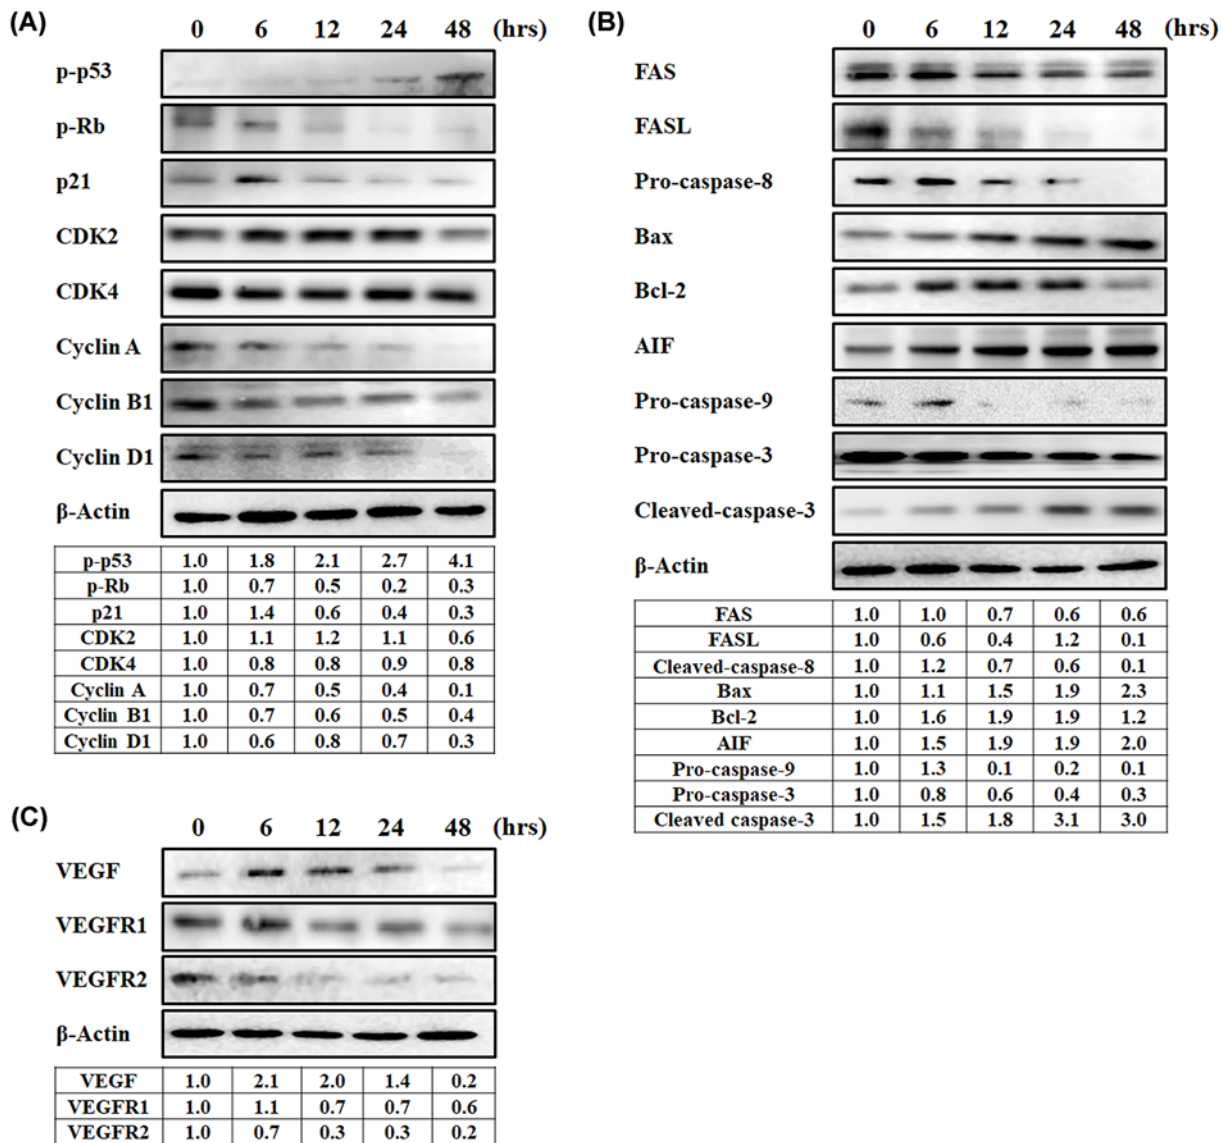 (A)
0 6 12 24 48 (hrs)
p-p53
p-Rb
p21
CDK2
CDK4
Cyclin A
Cyclin B1
Cyclin D1
β-Actin
p-p53 1.0 1.8 2.1 2.7 4.1
p-Rb 1.0 0.7 0.5 0.2 0.3
p21 1.0 1.4 0.6 0.4 0.3
CDK2 1.0 1.1 1.2 1.1 0.6
CDK4 1.0 0.8 0.8 0.9 0.8
Cyclin A 1.0 0.7 0.5 0.4 0.1
Cyclin B1 1.0 0.7 0.6 0.5 0.4
Cyclin D1 1.0 0.6 0.8 0.7 0.3
(B)
0 6 12 24 48 (hrs)
FAS
FASL
Pro-caspase-8
Bax
Bcl-2
AIF
Pro-caspase-9
Pro-caspase-3
Cleaved-caspase-3
β-Actin
FAS 1.0 1.0 0.7 0.6 0.6
FASL 1.0 0.6 0.4 1.2 0.1
Cleaved-caspase-8 1.0 1.2 0.7 0.6 0.1
Bax 1.0 1.1 1.5 1.9 2.3
Bcl-2 1.0 1.6 1.9 1.9 1.2
AIF 1.0 1.5 1.9 1.9 2.0
Pro-caspase-9 1.0 1.3 0.1 0.2 0.1
Pro-caspase-3 1.0 0.8 0.6 0.4 0.3
Cleaved caspase-3 1.0 1.5 1.8 3.1 3.0
(C)
0 6 12 24 48 (hrs)
VEGF
VEGFR1
VEGFR2
β-Actin
VEGF 1.0 2.1 2.0 1.4 0.2
VEGFR1 1.0 1.1 0.7 0.7 0.6
VEGFR2 1.0 0.7 0.3 0.3 0.2